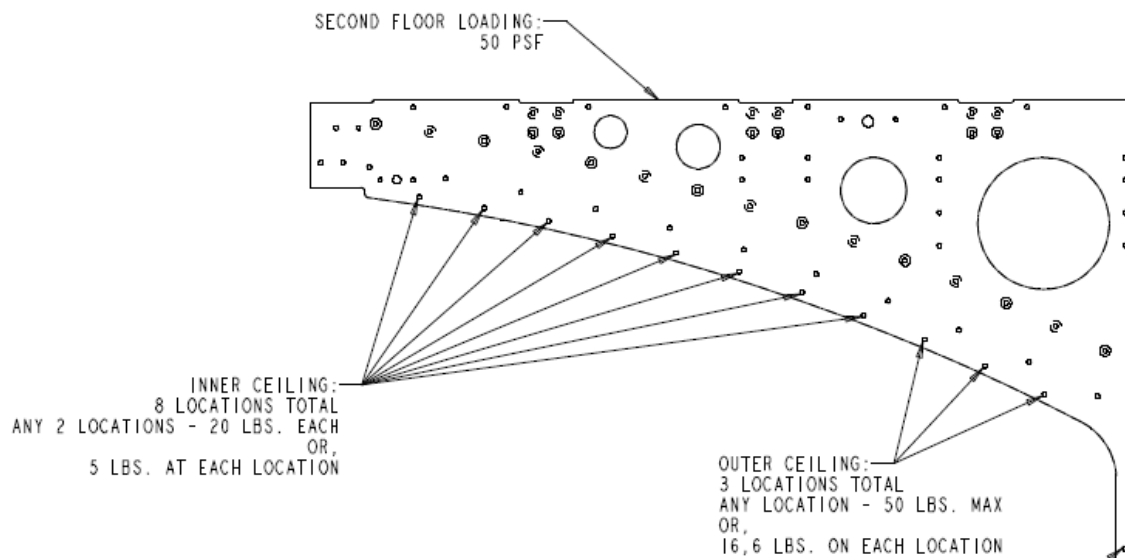 SECOND FLOOR LOADING:
50 PSF
INNER CEILING:
8 LOCATIONS TOTAL
ANY 2 LOCATIONS - 20 LBS. EACH
OR,
5 LBS. AT EACH LOCATION
OUTER CEILING:
3 LOCATIONS TOTAL
ANY LOCATION - 50 LBS. MAX
OR,
16,6 LBS. ON EACH LOCATION